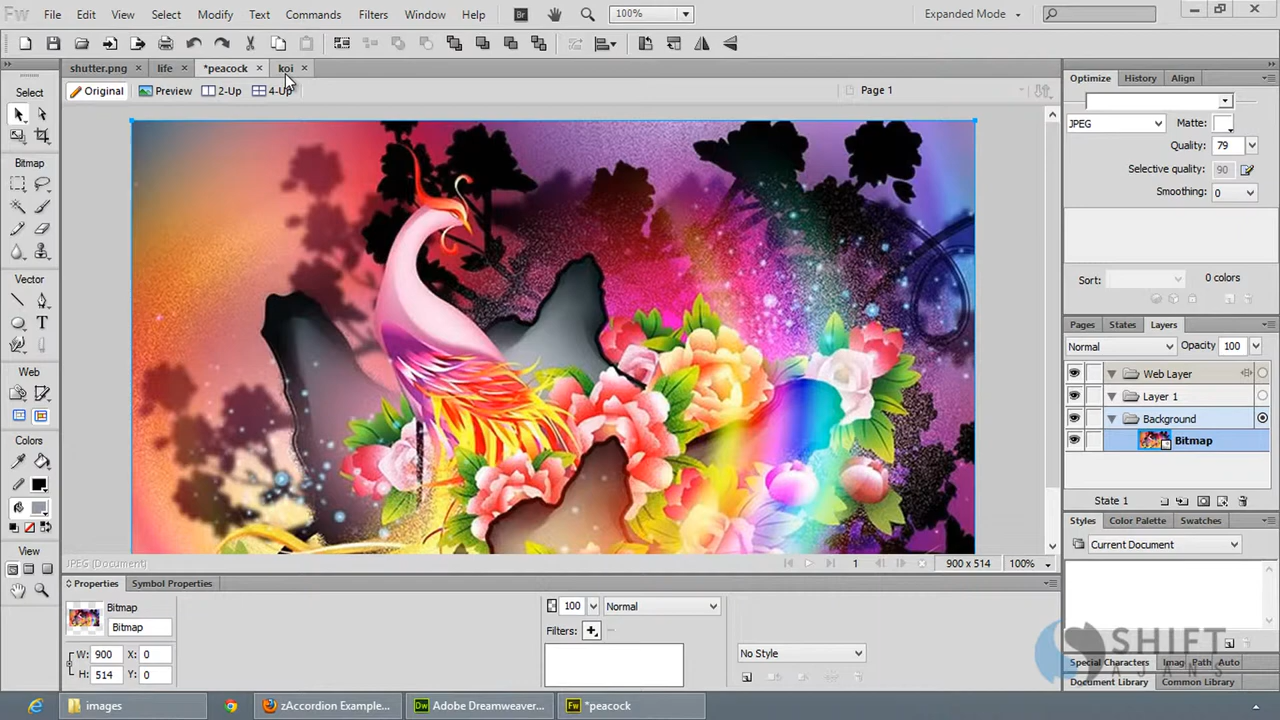 Fw File Edit View Select Modify Text Commands Filters Window Help Br 100% Expanded Mode
shutter.png life *peacock koi
Original Preview 2-Up 4-Up Page 1
Select
Bitmap
Vector
Web
Colors
View
JPEG (Document) 1 900 x 514 100%
Properties Symbol Properties
Bitmap
Bitmap
W: 900 X: 0
H: 514 Y: 0
100 Normal
Filters:
No Style
Optimize History Align
JPEG Matte:
Quality: 79
Selective quality: 90
Smoothing: 0
Sort: 0 colors
Pages States Layers
Normal Opacity 100
Web Layer
Layer 1
Background
Bitmap
State 1
Styles Color Palette Swatches
Current Document
SHIFT
AJANS
Special Characters Imag Path Auto
Document Library Common Library
images zAccordion Example... Dw Adobe Dreamweaver... Fw *peacock